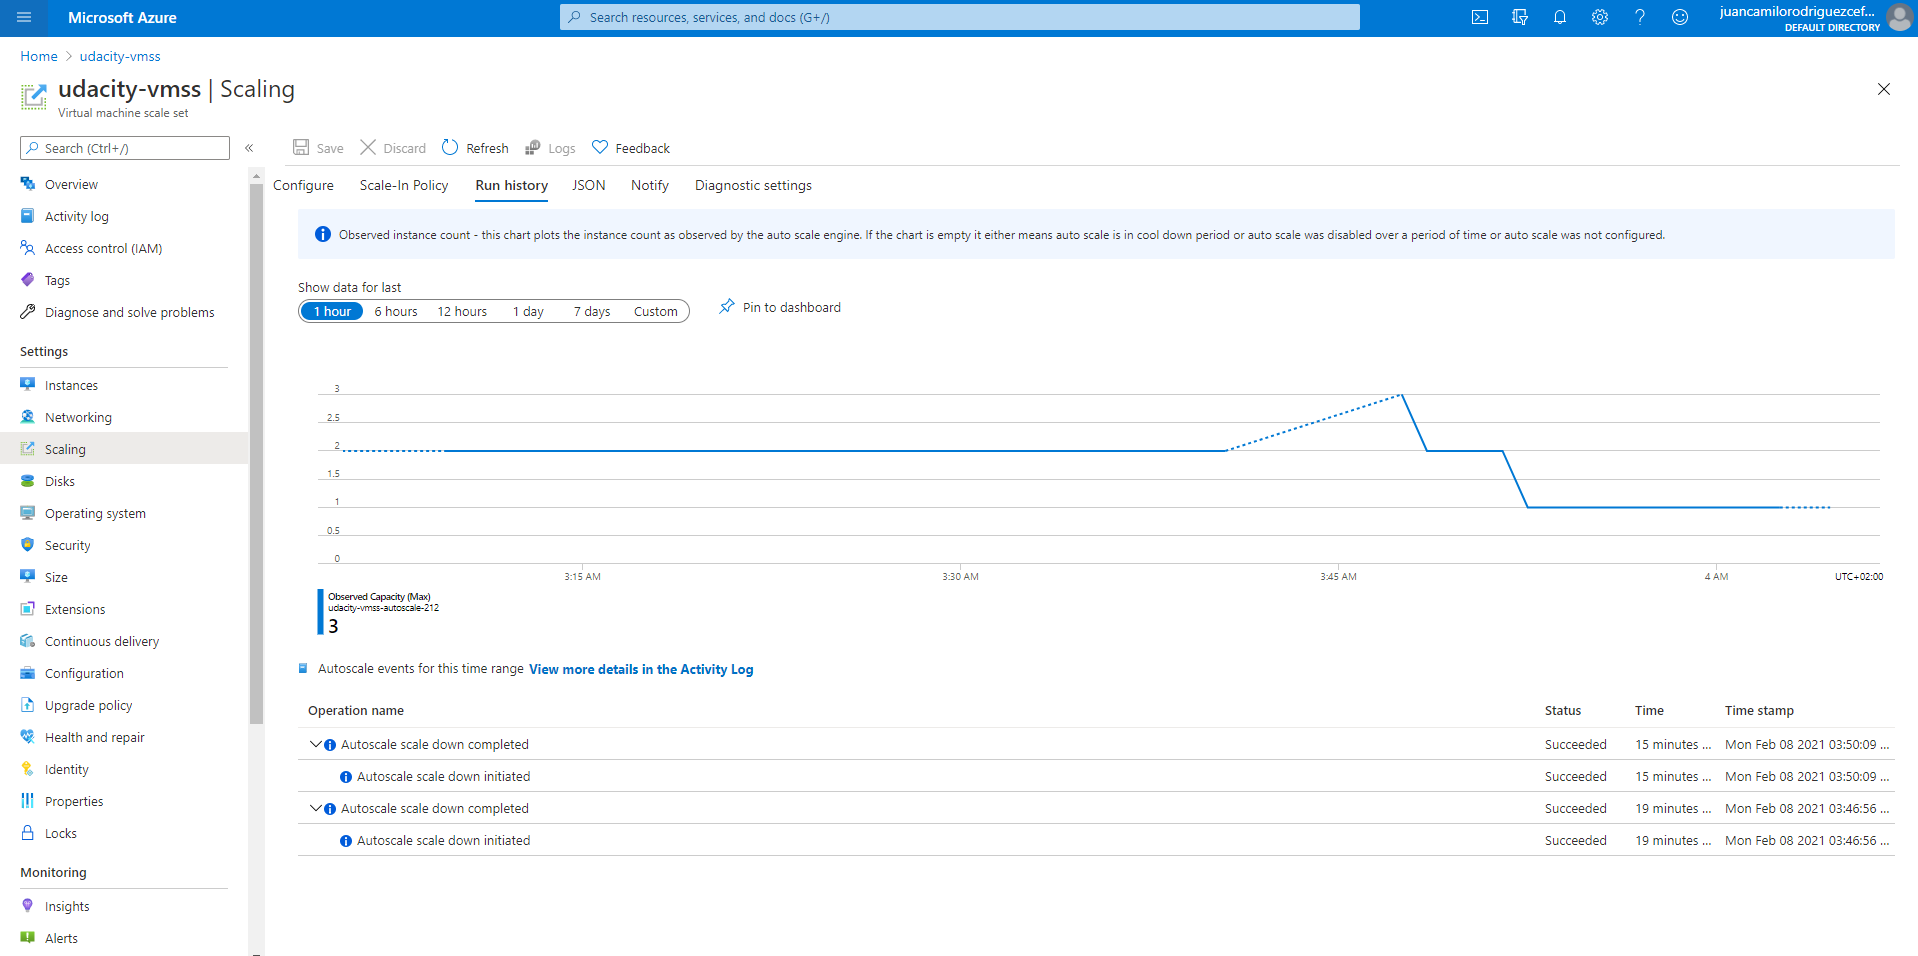 Microsoft Azure
Search resources, services, and docs (G+/)
juancamilorodriguezcef...
DEFAULT DIRECTORY
Home > udacity-vmss
udacity-vmss | Scaling
Virtual machine scale set
Search (Ctrl+/)
«
Save
Discard
Refresh
Logs
Feedback
Overview
Activity log
Access control (IAM)
Tags
Diagnose and solve problems
Settings
Instances
Networking
Scaling
Disks
Operating system
Security
Size
Extensions
Continuous delivery
Configuration
Upgrade policy
Health and repair
Identity
Properties
Locks
Monitoring
Insights
Alerts
Configure
Scale-In Policy
Run history
JSON
Notify
Diagnostic settings
Observed instance count - this chart plots the instance count as observed by the auto scale engine. If the chart is empty it either means auto scale is in cool down period or auto scale was disabled over a period of time or auto scale was not configured.
Show data for last
1 hour
6 hours
12 hours
1 day
7 days
Custom
Pin to dashboard
3
2.5
2
1.5
1
0.5
0
3:15 AM
3:30 AM
3:45 AM
4 AM
UTC+02:00
Observed Capacity (Max)
udacity-vmss-autoscale-212
3
Autoscale events for this time range View more details in the Activity Log
Operation name Status Time Time stamp
Autoscale scale down completed Succeeded 15 minutes ... Mon Feb 08 2021 03:50:09 ...
Autoscale scale down initiated Succeeded 15 minutes ... Mon Feb 08 2021 03:50:09 ...
Autoscale scale down completed Succeeded 19 minutes ... Mon Feb 08 2021 03:46:56 ...
Autoscale scale down initiated Succeeded 19 minutes ... Mon Feb 08 2021 03:46:56 ...